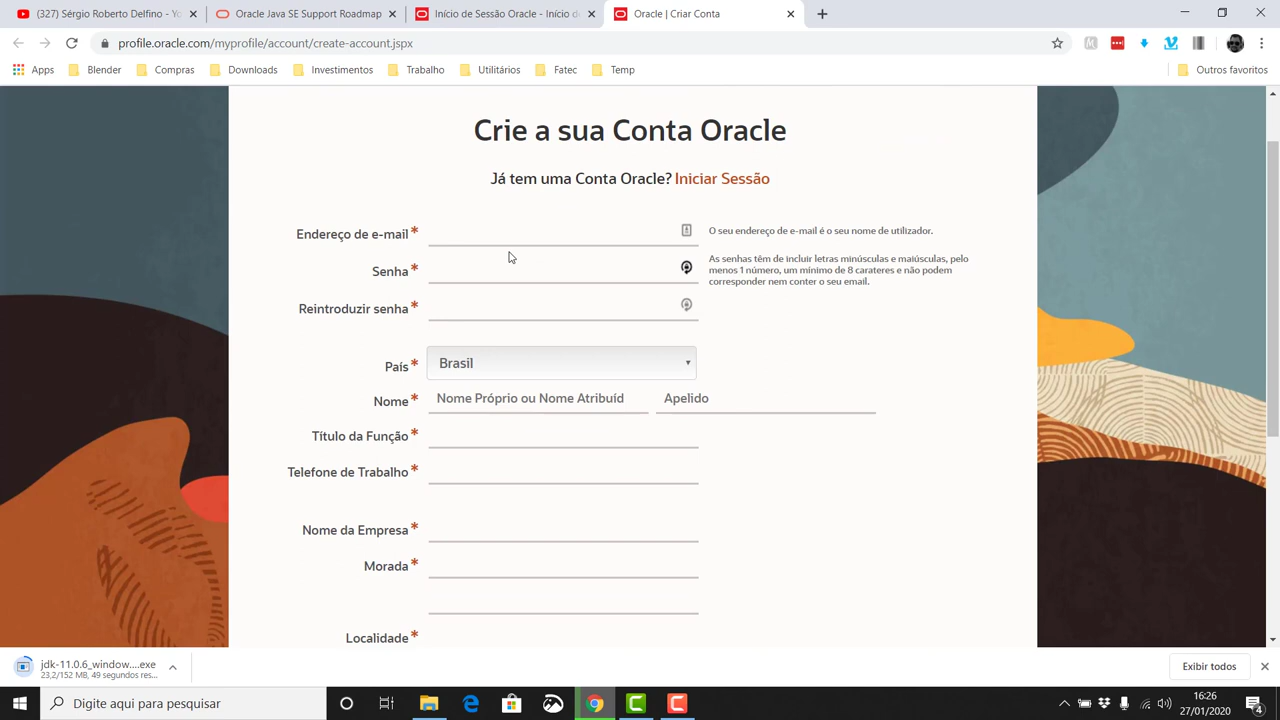 (327) Sérgio Roberto Delfino - Yo
Oracle Java SE Support Roadmap
Início de Sessão Oracle - Início de
Oracle | Criar Conta
profile.oracle.com/myprofile/account/create-account.jspx
Apps
Blender
Compras
Downloads
Investimentos
Trabalho
Utilitários
Fatec
Temp
Outros favoritos
Crie a sua Conta Oracle
Já tem uma Conta Oracle? Iniciar Sessão
Endereço de e-mail *
O seu endereço de e-mail é o seu nome de utilizador.
Senha *
As senhas têm de incluir letras minúsculas e maiúsculas, pelo
menos 1 número, um mínimo de 8 carateres e não podem
corresponder nem conter o seu email.
Reintroduzir senha *
País *
Brasil
Nome *
Nome Próprio ou Nome Atribuíd
Apelido
Título da Função *
Telefone de Trabalho *
Nome da Empresa *
Morada *
Localidade *
jdk-11.0.6_window....exe
23,2/152 MB, 49 segundos res...
Exibir todos
Digite aqui para pesquisar
16:26
27/01/2020
4